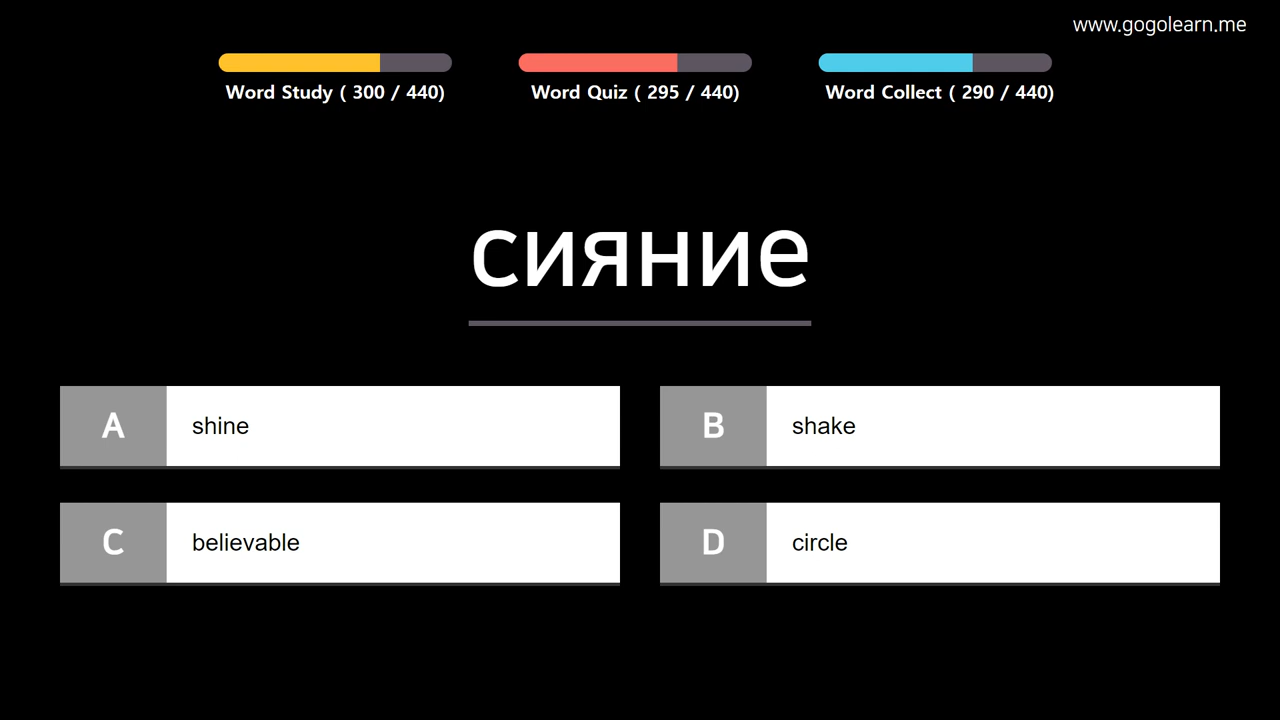 www.gogolearn.me
Word Study ( 300 / 440)
Word Quiz ( 295 / 440)
Word Collect ( 290 / 440)
сияние
A shine
B shake
C believable
D circle